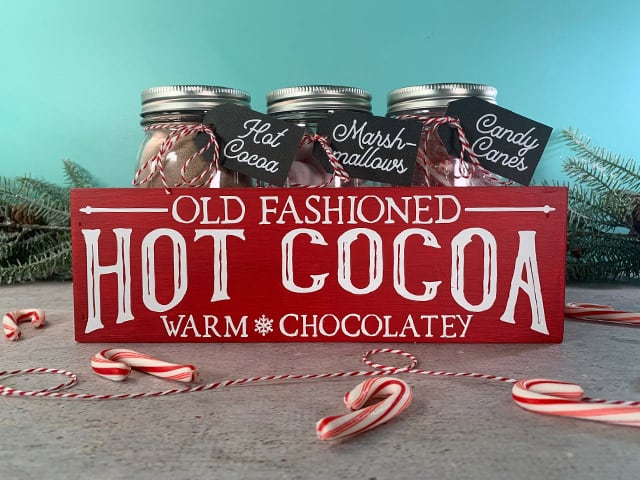 Hot
Cocoa
Marsh-
mallows
Candy
Canes
OLD FASHIONED
HOT COCOA
WARM CHOCOLATEY